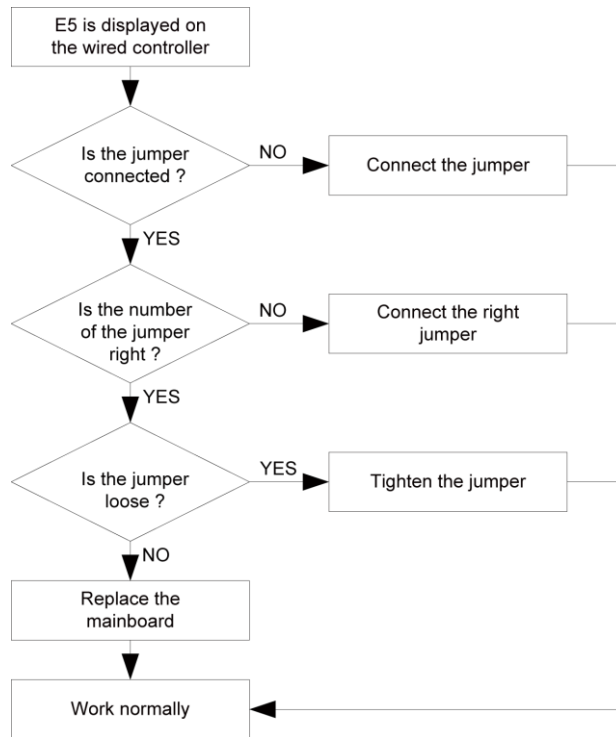 E5 is displayed on
the wired controller
Is the jumper
connected ?
NO
Connect the jumper
YES
Is the number
of the jumper
right ?
NO
Connect the right
jumper
YES
Is the jumper
loose ?
YES
Tighten the jumper
NO
Replace the
mainboard
Work normally